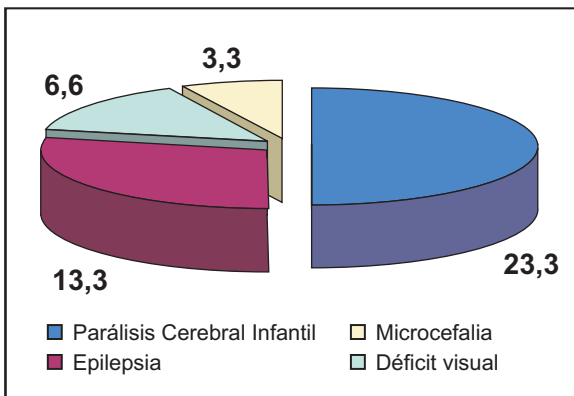 3,3
6,6
13,3
23,3
Parálisis Cerebral Infantil
Microcefalia
Epilepsia
Déficit visual